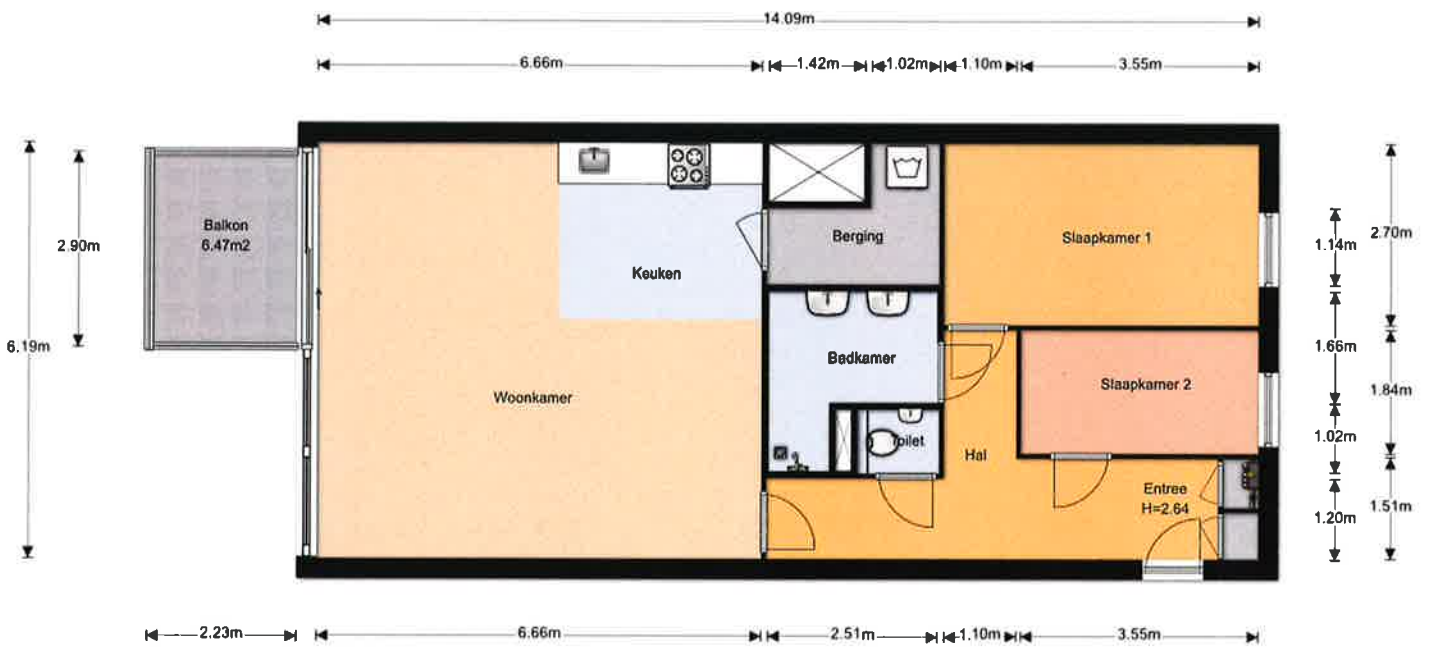 14.09m
6.66m
1.42m
1.02m
1.10m
3.55m
Balkon
6.47m2
2.90m
6.19m
Keuken
Berging
Slaapkamer 1
1.14m
2.70m
Woonkamer
Badkamer
Slaapkamer 2
1.66m
1.84m
Toilet
Hal
1.02m
Entree
H=2.64
1.20m
1.51m
2.23m
6.66m
2.51m
1.10m
3.55m